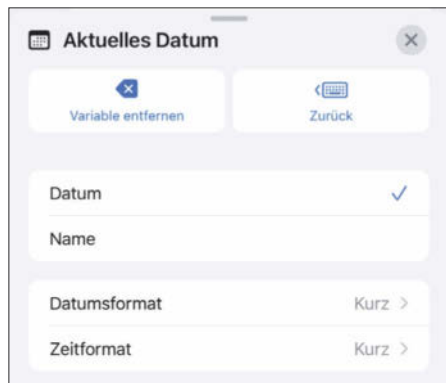 Aktuelles Datum
Variable entfernen
Zurück
Datum
Name
Datumsformat Kurz
Zeitformat Kurz